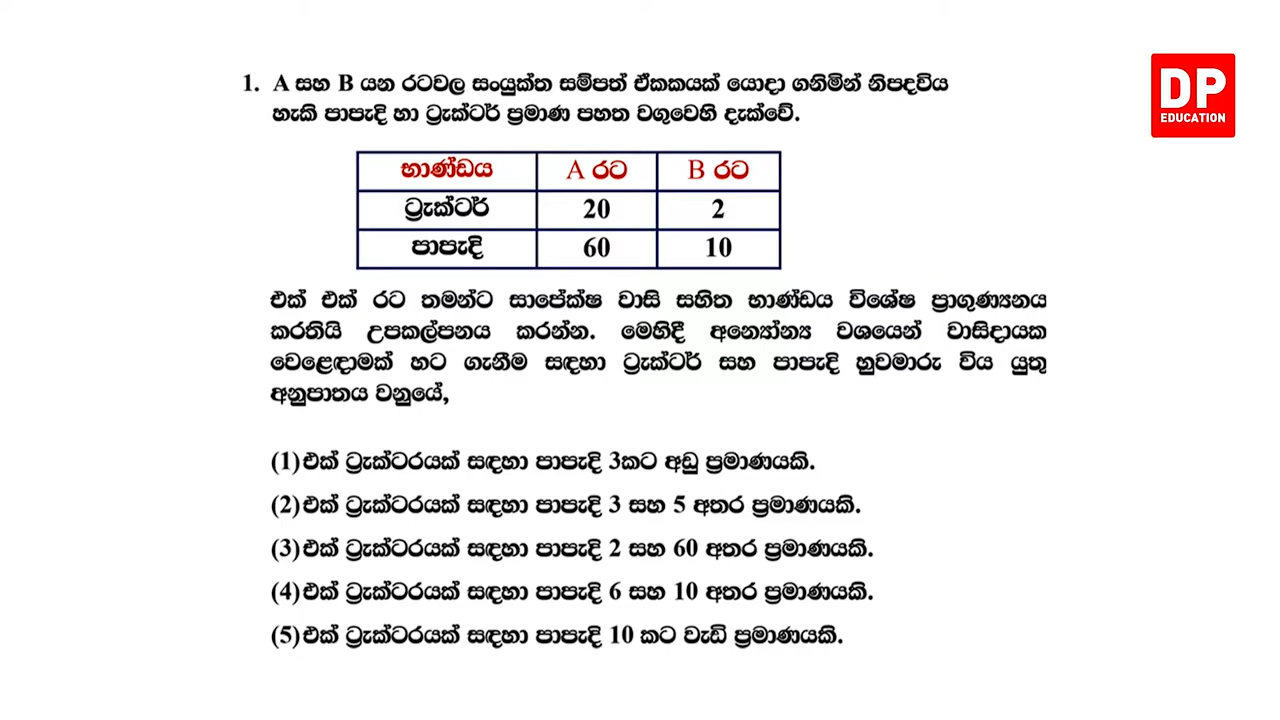 DP
EDUCATION
1. A සහ B යන රටවල සංයුක්ත සම්පත් ඒකකයක් යොදා ගනිමින් නිපදවිය
හැකි පාපැදි හා ට්‍රැක්ටර් ප්‍රමාණ පහත වගුවෙහි දැක්වේ.
භාණ්ඩය A රට B රට
ට්‍රැක්ටර් 20 2
පාපැදි 60 10
එක් එක් රට තමන්ට සාපේක්ෂ වාසි සහිත භාණ්ඩය විශේෂ ප්‍රාගුණ්‍යනය
කරතියි උපකල්පනය කරන්න. මෙහිදී අන්‍යෝන්‍ය වශයෙන් වාසිදායක
වෙළෙඳාමක් හට ගැනීම සඳහා ට්‍රැක්ටර් සහ පාපැදි හුවමාරු විය යුතු
අනුපාතය වනුයේ,
(1)එක් ට්‍රැක්ටරයක් සඳහා පාපැදි 3කට අඩු ප්‍රමාණයකි.
(2)එක් ට්‍රැක්ටරයක් සඳහා පාපැදි 3 සහ 5 අතර ප්‍රමාණයකි.
(3)එක් ට්‍රැක්ටරයක් සඳහා පාපැදි 2 සහ 60 අතර ප්‍රමාණයකි.
(4)එක් ට්‍රැක්ටරයක් සඳහා පාපැදි 6 සහ 10 අතර ප්‍රමාණයකි.
(5)එක් ට්‍රැක්ටරයක් සඳහා පාපැදි 10 කට වැඩි ප්‍රමාණයකි.